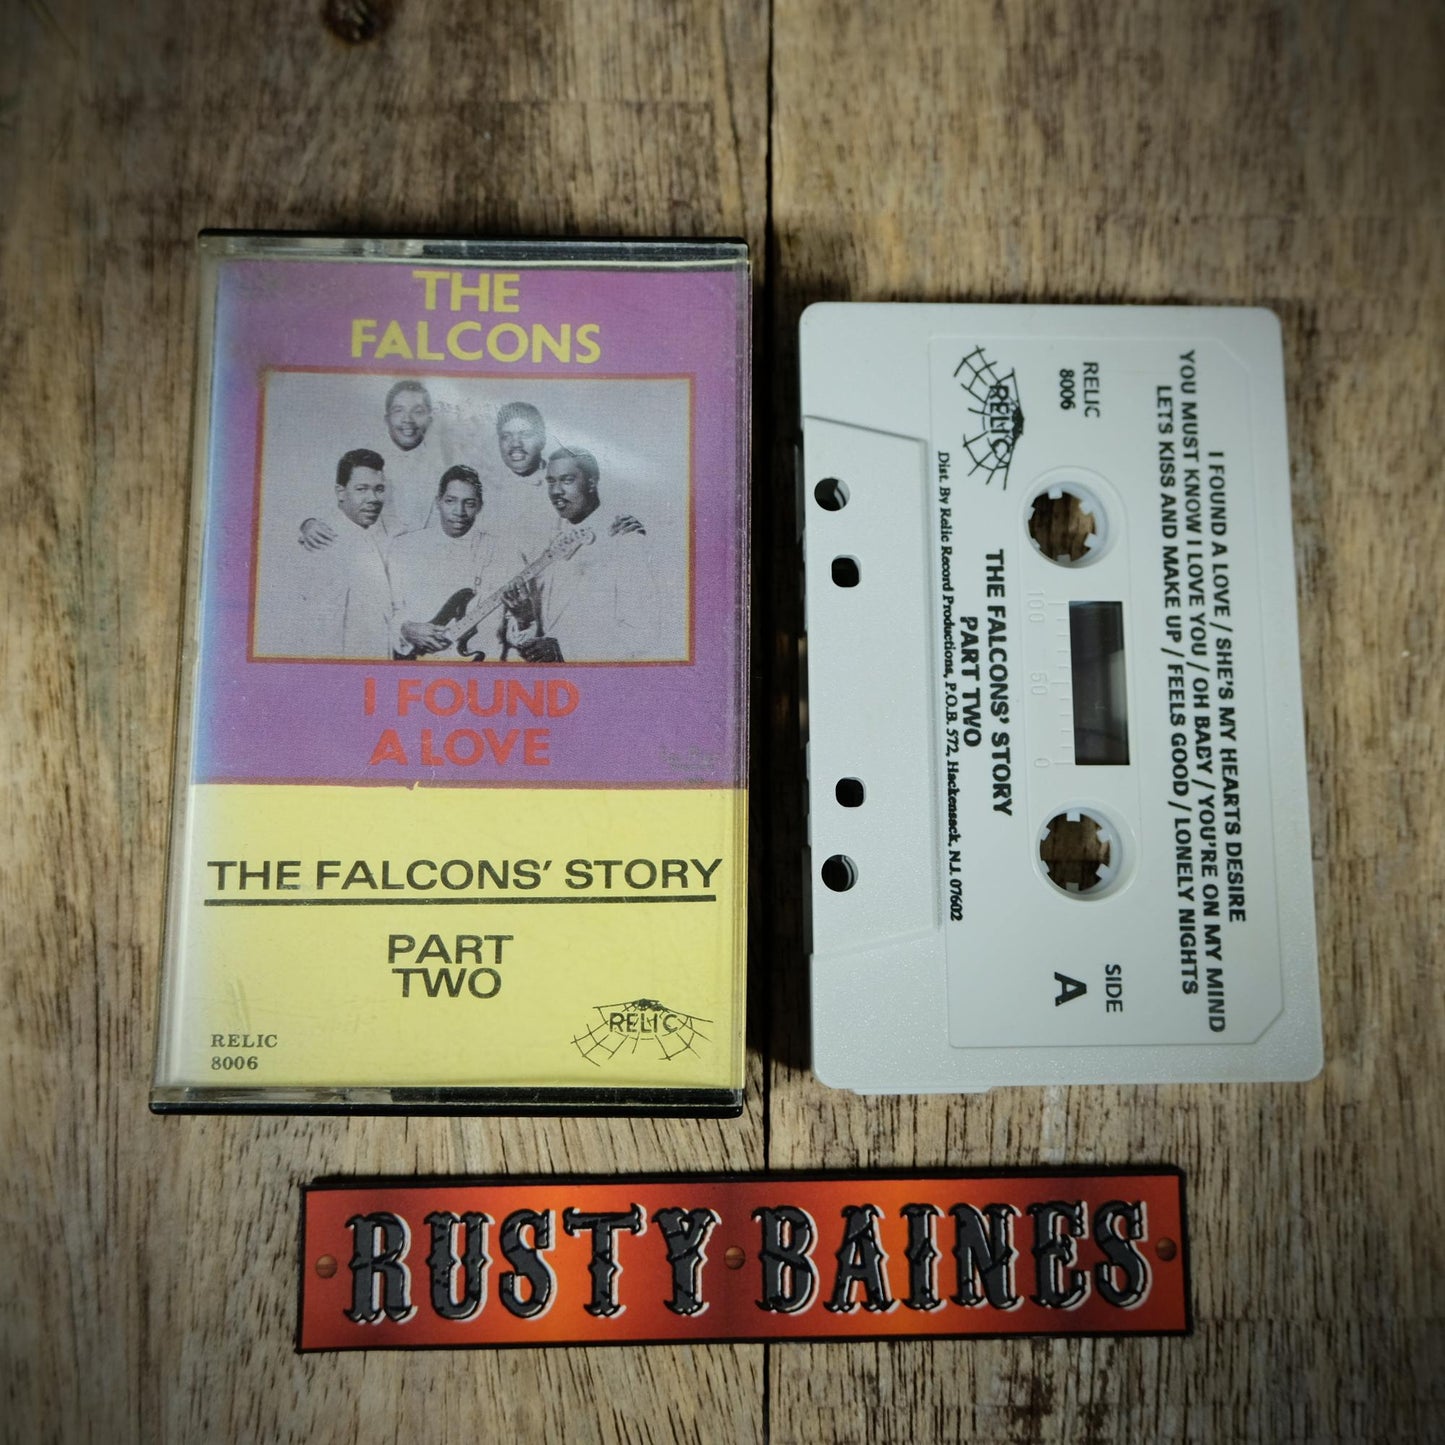 THE
FALCONS
I FOUND
A LOVE
THE FALCONS' STORY
PART
TWO
RELIC
8006
RELIC
I FOUND A LOVE / SHE'S MY HEARTS DESIRE
YOU MUST KNOW I LOVE YOU / OH BABY / YOU'RE ON MY MIND
LETS KISS AND MAKE UP / FEELS GOOD / LONELY NIGHTS
RELIC
8006
SIDE
A
100 50 0
RELIC
THE FALCONS' STORY
PART TWO
Dist. By Relic Record Productions, P.O.B. 572, Hackensack, N.J. 07602
RUSTY BAINES